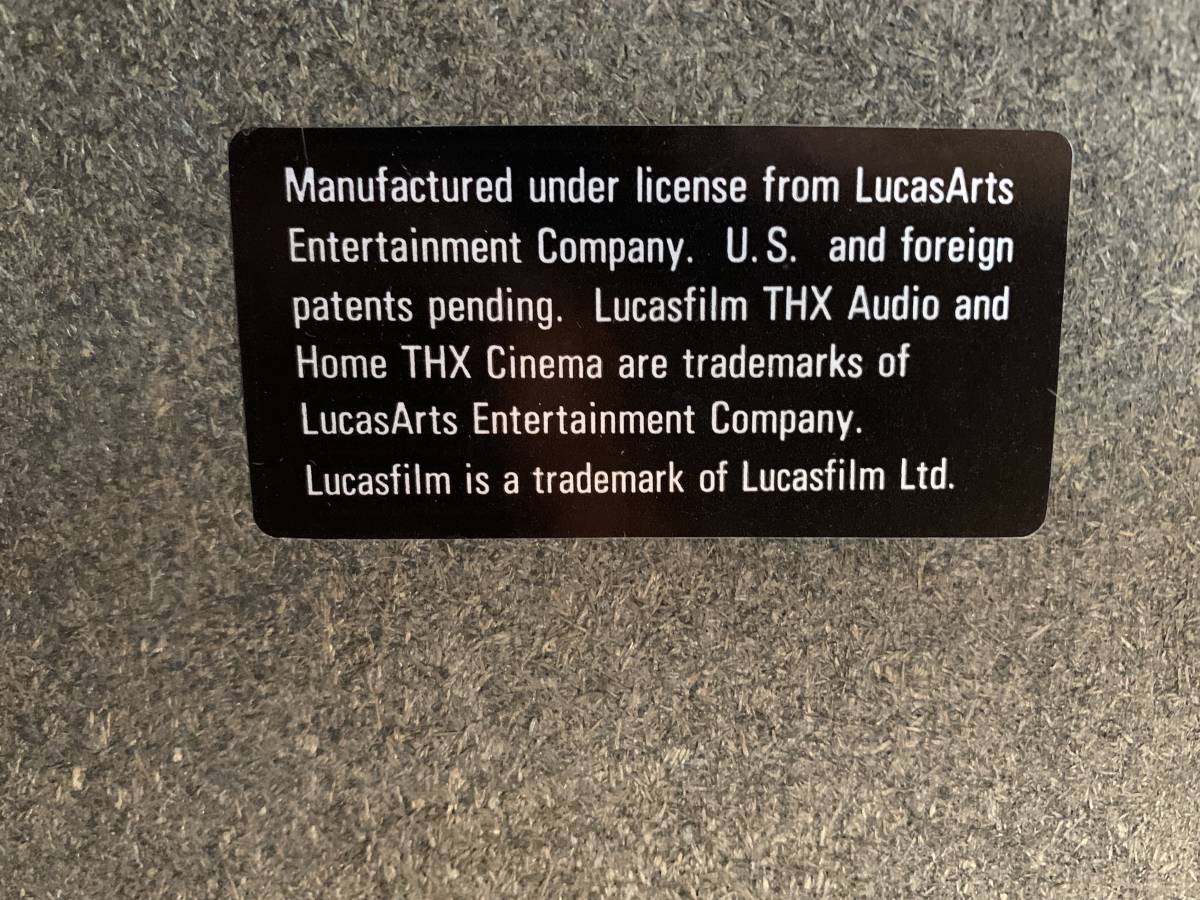 Manufactured under license from LucasArts
Entertainment Company. U.S. and foreign
patents pending. Lucasfilm THX Audio and
Home THX Cinema are trademarks of
LucasArts Entertainment Company.
Lucasfilm is a trademark of Lucasfilm Ltd.